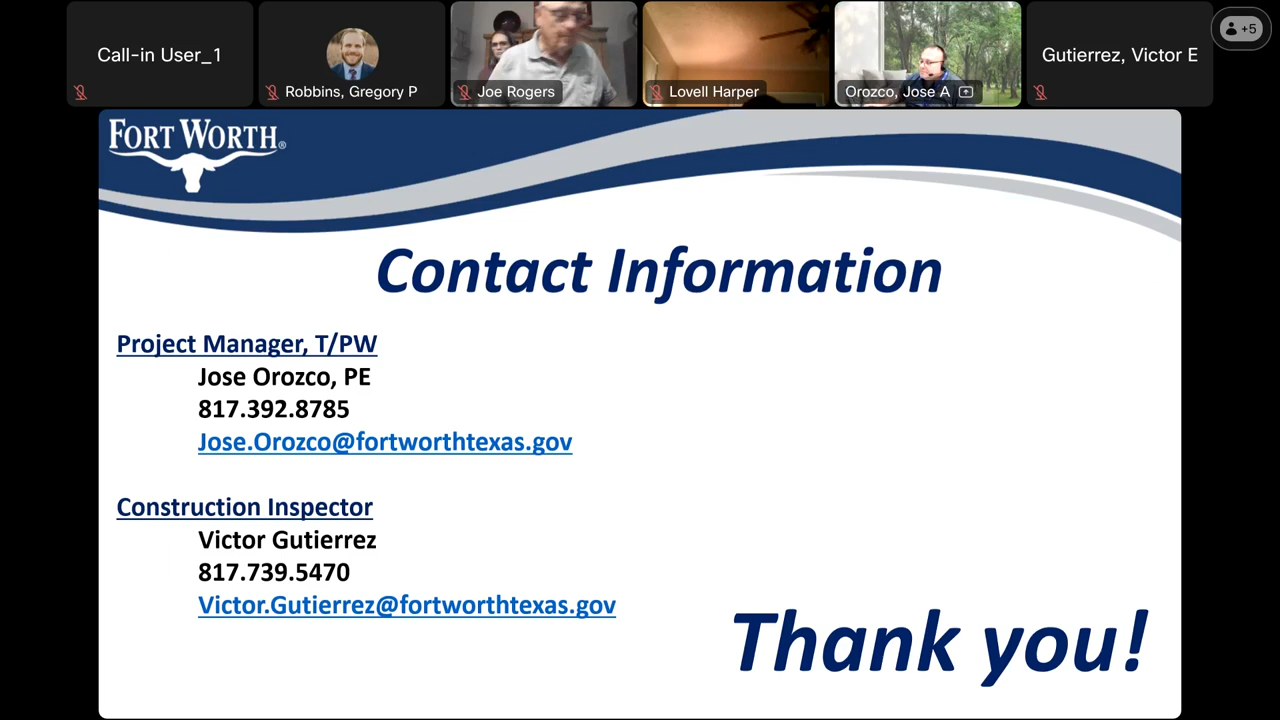 Call-in User_1
Robbins, Gregory P
Joe Rogers
Lovell Harper
Orozco, Jose A
Gutierrez, Victor E
+5
FORT WORTH®
Contact Information
Project Manager, T/PW
Jose Orozco, PE
817.392.8785
Jose.Orozco@fortworthtexas.gov
Construction Inspector
Victor Gutierrez
817.739.5470
Victor.Gutierrez@fortworthtexas.gov
Thank you!